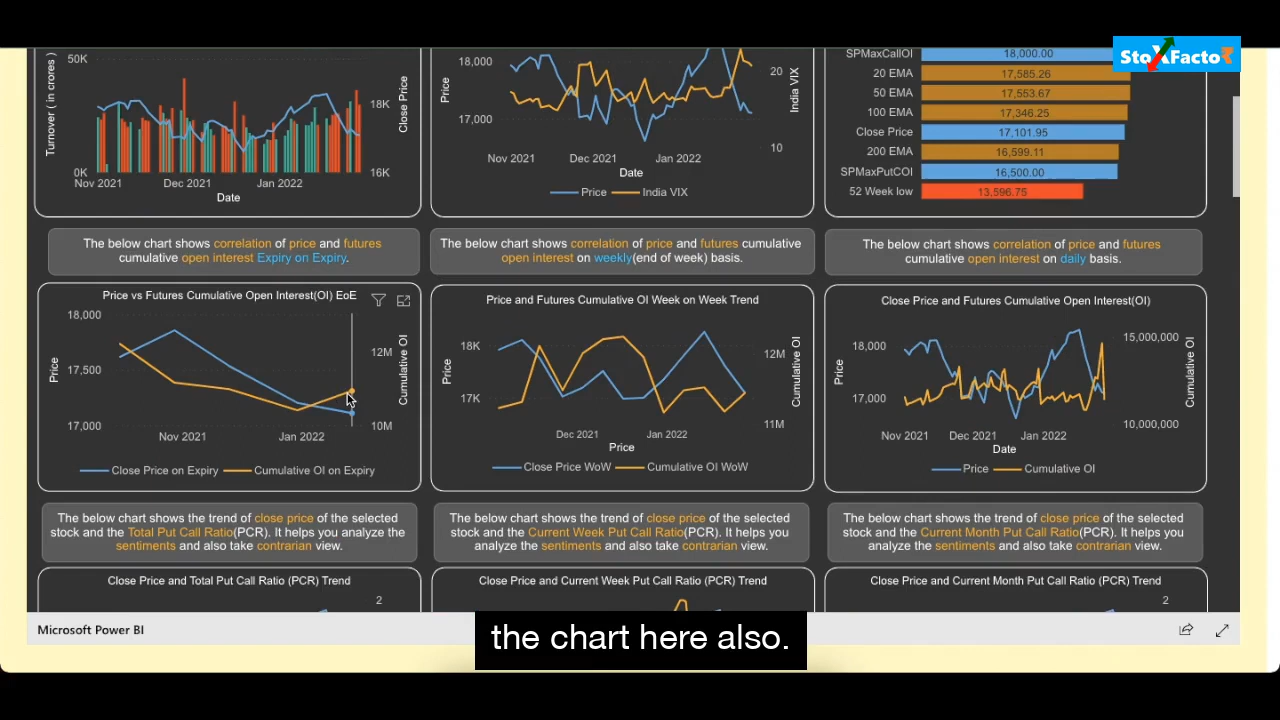 StoXFactoR
50K
0K
Turnover ( in crores )
18K
16K
Close Price
Nov 2021
Dec 2021
Jan 2022
Date
18,000
17,000
Price
20
10
India VIX
Nov 2021
Dec 2021
Jan 2022
Date
Price
India VIX
SPMaxCallOI
18,000.00
20 EMA
17,585.26
50 EMA
17,553.67
100 EMA
17,346.25
Close Price
17,101.95
200 EMA
16,599.11
SPMaxPutCOI
16,500.00
52 Week low
13,596.75
The below chart shows correlation of price and futures
cumulative open interest Expiry on Expiry.
The below chart shows correlation of price and futures cumulative
open interest on weekly(end of week) basis.
The below chart shows correlation of price and futures
cumulative open interest on daily basis.
Price vs Futures Cumulative Open Interest(OI) EoE
18,000
17,500
17,000
Price
12M
10M
Cumulative OI
Nov 2021
Jan 2022
Close Price on Expiry
Cumulative OI on Expiry
Price and Futures Cumulative OI Week on Week Trend
18K
17K
Price
12M
11M
Cumulative OI
Dec 2021
Jan 2022
Price
Close Price WoW
Cumulative OI WoW
Close Price and Futures Cumulative Open Interest(OI)
18,000
17,000
Price
15,000,000
10,000,000
Cumulative OI
Nov 2021
Dec 2021
Jan 2022
Date
Price
Cumulative OI
The below chart shows the trend of close price of the selected
stock and the Total Put Call Ratio(PCR). It helps you analyze the
sentiments and also take contrarian view.
The below chart shows the trend of close price of the selected
stock and the Current Week Put Call Ratio(PCR). It helps you
analyze the sentiments and also take contrarian view.
The below chart shows the trend of close price of the selected
stock and the Current Month Put Call Ratio(PCR). It helps you
analyze the sentiments and also take contrarian view.
Close Price and Total Put Call Ratio (PCR) Trend
2
Close Price and Current Week Put Call Ratio (PCR) Trend
Close Price and Current Month Put Call Ratio (PCR) Trend
2
Microsoft Power BI
the chart here also.